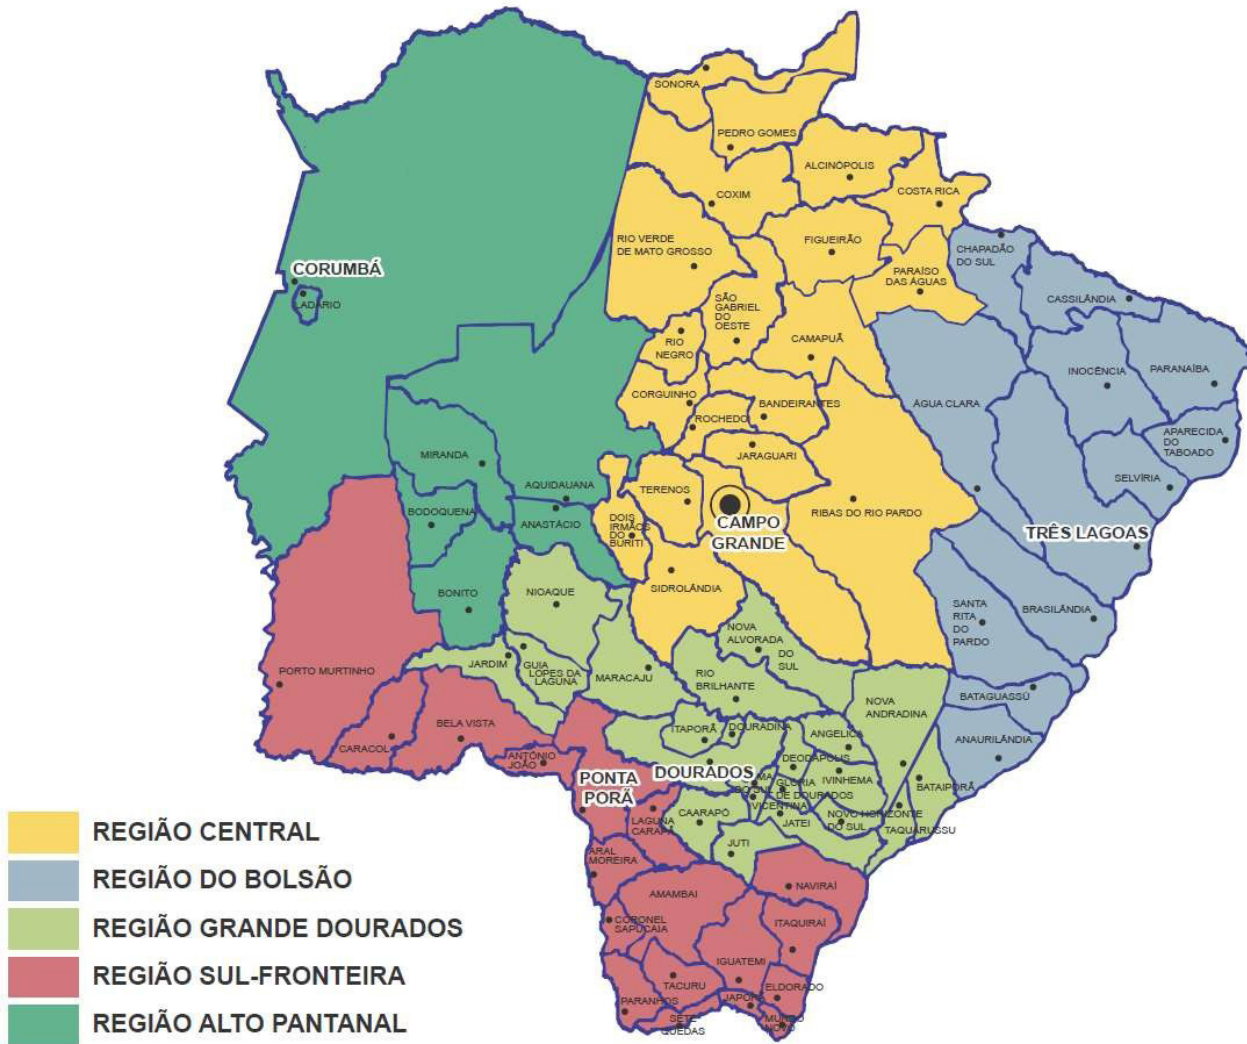 SONORA
PEDRO GOMES
ALCINÓPOLIS
COSTA RICA
COXIM
RIO VERDE
DE MATO GROSSO
FIGUEIRÃO
CHAPADÃO
DO SUL
CORUMBÁ
LADÁRIO
PARAÍSO
DAS ÁGUAS
SÃO
GABRIEL
DO
OESTE
CASSILÂNDIA
RIO
NEGRO
CAMAPUÃ
INOCÊNCIA
PARANAÍBA
CORGUINHO
BANDEIRANTES
ÁGUA CLARA
ROCHEDO
APARECIDA
DO
TABOADO
MIRANDA
JARAGUARI
SELVÍRIA
AQUIDAUANA
TERENOS
BODOQUENA
ANASTÁCIO
DOIS
IRMÃOS
DO
BURITI
CAMPO
GRANDE
RIBAS DO RIO PARDO
TRÊS LAGOAS
BONITO
NIOAQUE
SIDROLÂNDIA
SANTA
RITA
DO
PARDO
BRASILÂNDIA
NOVA
ALVORADA
DO
SUL
PORTO MURTINHO
JARDIM
GUIA
LOPES DA
LAGUNA
MARACAJU
RIO
BRILHANTE
NOVA
ANDRADINA
BATAGUASSÚ
CARACOL
BELA VISTA
ITAPORÃ
DOURADINA
ANGELICA
ANAURILÂNDIA
ANTÔNIO
JOÃO
PONTA
PORÃ
DOURADOS
DEODÁPOLIS
IVINHEMA
GLÓRIA
DE DOURADOS
BATAIPORÃ
DO SUL
VICENTINA
LAGUNA
CARAPÃ
CAARAPÓ
JATEI
NOVO HORIZONTE
DO SUL
TAQUARUSSU
JUTI
ARAL
MOREIRA
AMAMBAI
NAVIRAÍ
CORONEL
SAPUCAIA
ITAQUIRAÍ
IGUATEMI
TACURU
ELDORADO
PARANHOS
JAPORÃ
SETE
QUEDAS
MUNDO
NOVO
REGIÃO CENTRAL
REGIÃO DO BOLSÃO
REGIÃO GRANDE DOURADOS
REGIÃO SUL-FRONTEIRA
REGIÃO ALTO PANTANAL